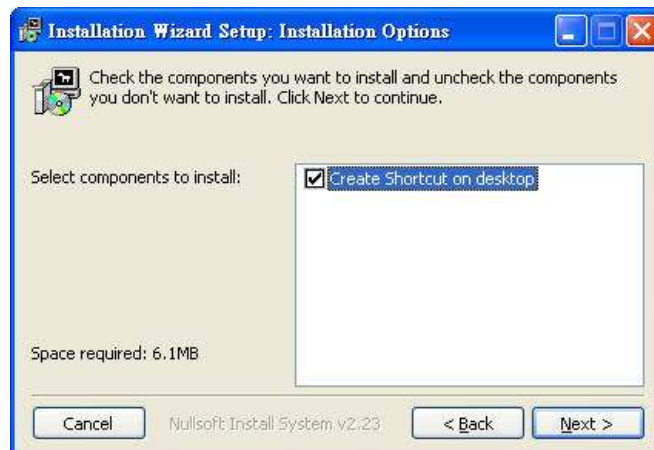 Installation Wizard Setup: Installation Options
Check the components you want to install and uncheck the components
you don't want to install. Click Next to continue.
Select components to install:
Create Shortcut on desktop
Space required: 6.1MB
Cancel
Nullsoft Install System v2.23
< Back
Next >